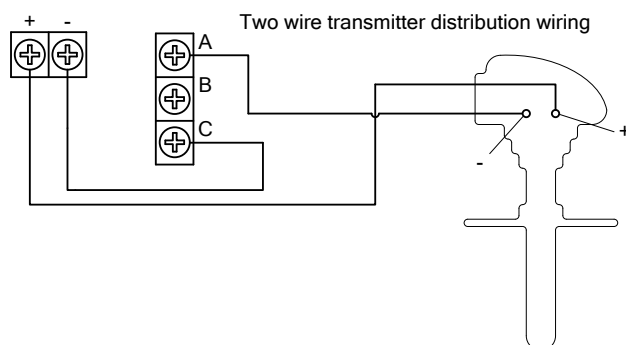 Two wire transmitter distribution wiring
+ -
A
B
C
- +